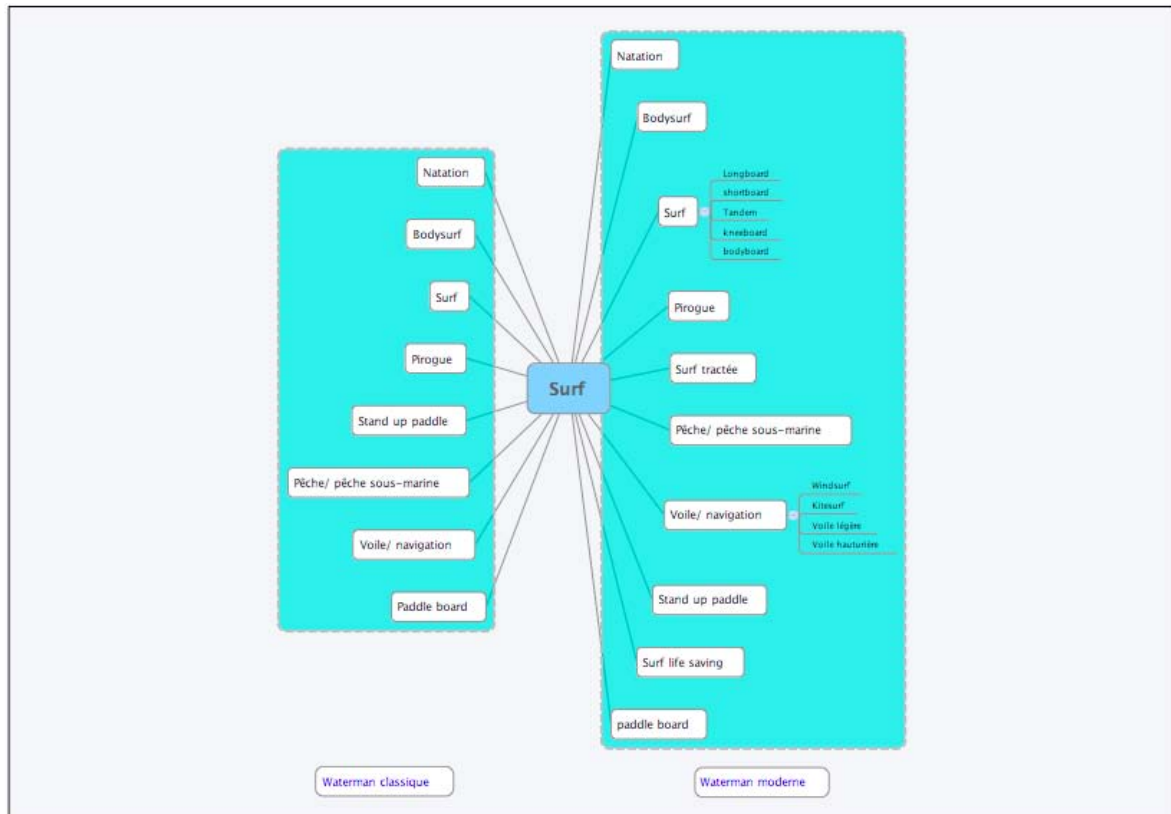 Natation
Bodysurf
Surf
Pirogue
Stand up paddle
Pêche/ pêche sous-marine
Voile/ navigation
Paddle board
Waterman classique
Surf
Natation
Bodysurf
Surf
Longboard
shortboard
Tandem
kneeboard
bodyboard
Pirogue
Surf tractée
Pêche/ pêche sous-marine
Voile/ navigation
Windsurf
Kitesurf
Voile légère
Voile hauturière
Stand up paddle
Surf life saving
paddle board
Waterman moderne